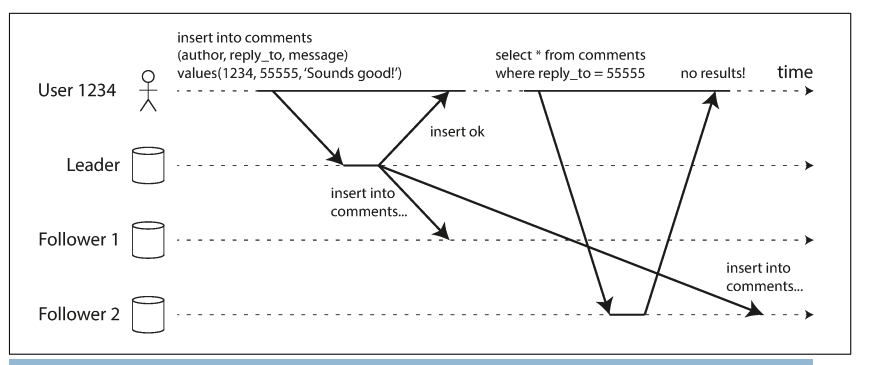 insert into comments
(author, reply_to, message)
values(1234, 55555, ‘Sounds good!’)
select * from comments
where reply_to = 55555
no results!
time
User 1234
insert ok
Leader
insert into
comments...
Follower 1
insert into
comments...
Follower 2